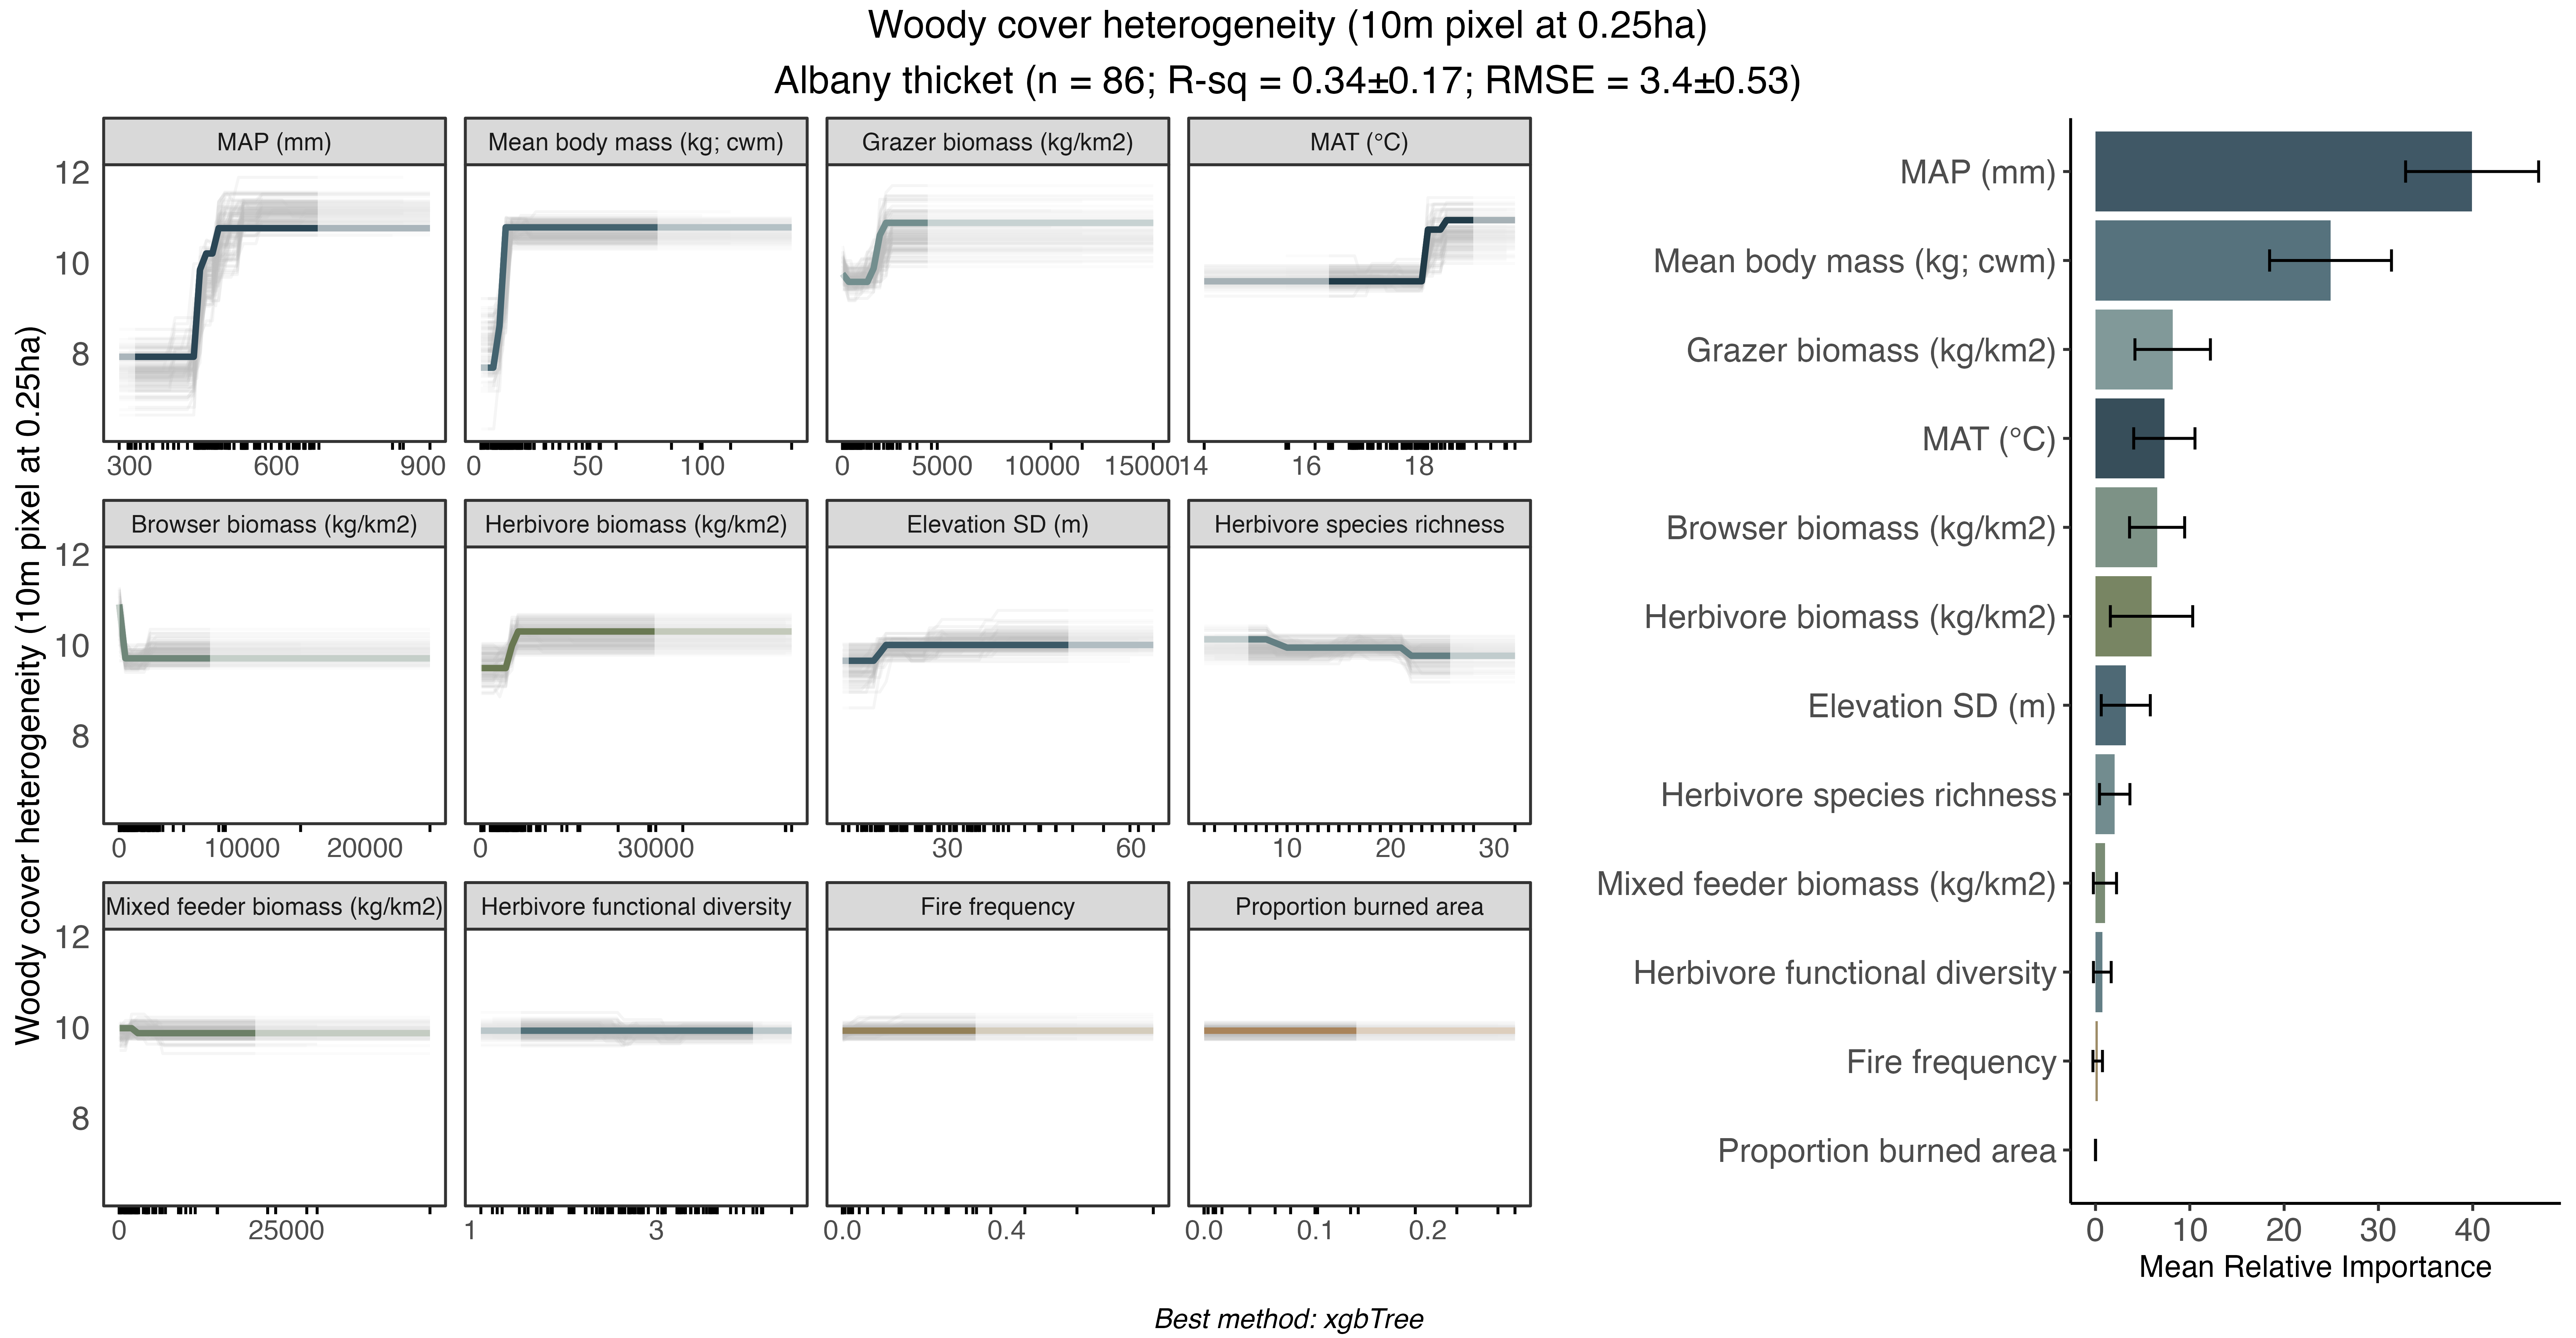 Woody cover heterogeneity (10m pixel at 0.25ha)
Albany thicket (n = 86; R-sq = 0.34±0.17; RMSE = 3.4±0.53)
Woody cover heterogeneity (10m pixel at 0.25ha)
MAP (mm)
Mean body mass (kg; cwm)
Grazer biomass (kg/km2)
MAT (°C)
12
10
8
300 600 900
0 50 100
0 5000 10000 15000
14 16 18
Browser biomass (kg/km2)
Herbivore biomass (kg/km2)
Elevation SD (m)
Herbivore species richness
12
10
8
0 10000 20000
0 30000
30 60
10 20 30
Mixed feeder biomass (kg/km2)
Herbivore functional diversity
Fire frequency
Proportion burned area
12
10
8
0 25000
1 3
0.0 0.4
0.0 0.1 0.2
MAP (mm)
Mean body mass (kg; cwm)
Grazer biomass (kg/km2)
MAT (°C)
Browser biomass (kg/km2)
Herbivore biomass (kg/km2)
Elevation SD (m)
Herbivore species richness
Mixed feeder biomass (kg/km2)
Herbivore functional diversity
Fire frequency
Proportion burned area
0 10 20 30 40
Mean Relative Importance
Best method: xgbTree